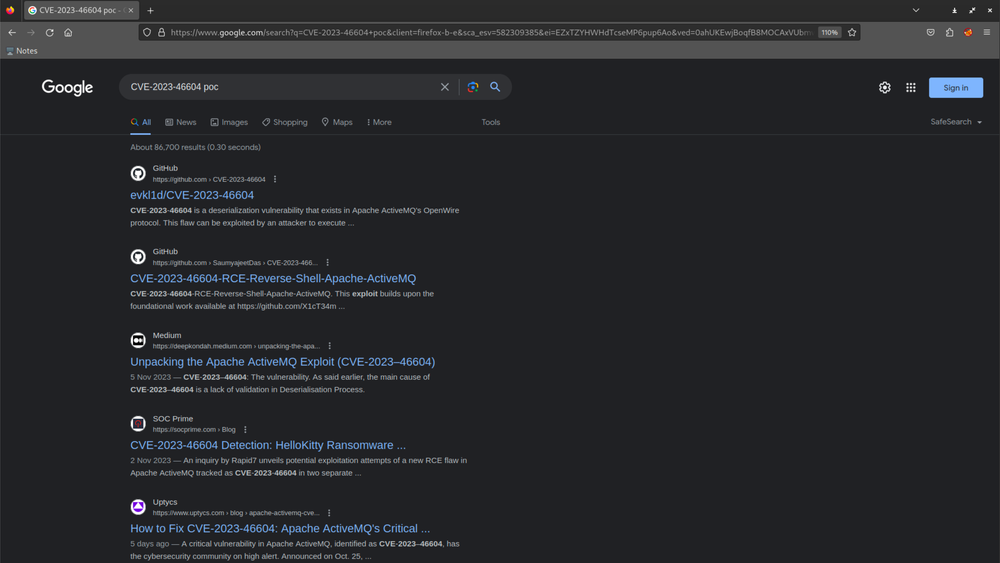 CVE-2023-46604 poc -
https://www.google.com/search?q=CVE-2023-46604+poc&client=firefox-b-e&sca_esv=582309385&ei=EZxTZYHWHdTcseMP6pup6Ao&ved=0ahUKEwjBoqfB8MOCAxVUbm
110%
Notes
Google
CVE-2023-46604 poc
Sign in
All News Images Shopping Maps More Tools SafeSearch
About 86,700 results (0.30 seconds)
GitHub
https://github.com › CVE-2023-46604
evkl1d/CVE-2023-46604
CVE-2023-46604 is a deserialization vulnerability that exists in Apache ActiveMQ's OpenWire
protocol. This flaw can be exploited by an attacker to execute ...
GitHub
https://github.com › SaumyajeetDas › CVE-2023-466...
CVE-2023-46604-RCE-Reverse-Shell-Apache-ActiveMQ
CVE-2023-46604-RCE-Reverse-Shell-Apache-ActiveMQ. This exploit builds upon the
foundational work available at https://github.com/X1cT34m ...
Medium
https://deepkondah.medium.com › unpacking-the-apa...
Unpacking the Apache ActiveMQ Exploit (CVE-2023–46604)
5 Nov 2023 — CVE-2023–46604: The vulnerability. As said earlier, the main cause of
CVE-2023–46604 is a lack of validation in Deserialisation Process.
SOC Prime
https://socprime.com › Blog
CVE-2023-46604 Detection: HelloKitty Ransomware ...
2 Nov 2023 — An inquiry by Rapid7 unveils potential exploitation attempts of a new RCE flaw in
Apache ActiveMQ tracked as CVE-2023-46604 in two separate ...
Uptycs
https://www.uptycs.com › blog › apache-activemq-cve...
How to Fix CVE-2023-46604: Apache ActiveMQ's Critical ...
5 days ago — A critical vulnerability in Apache ActiveMQ, identified as CVE-2023–46604, has
the cybersecurity community on high alert. Announced on Oct. 25, ...